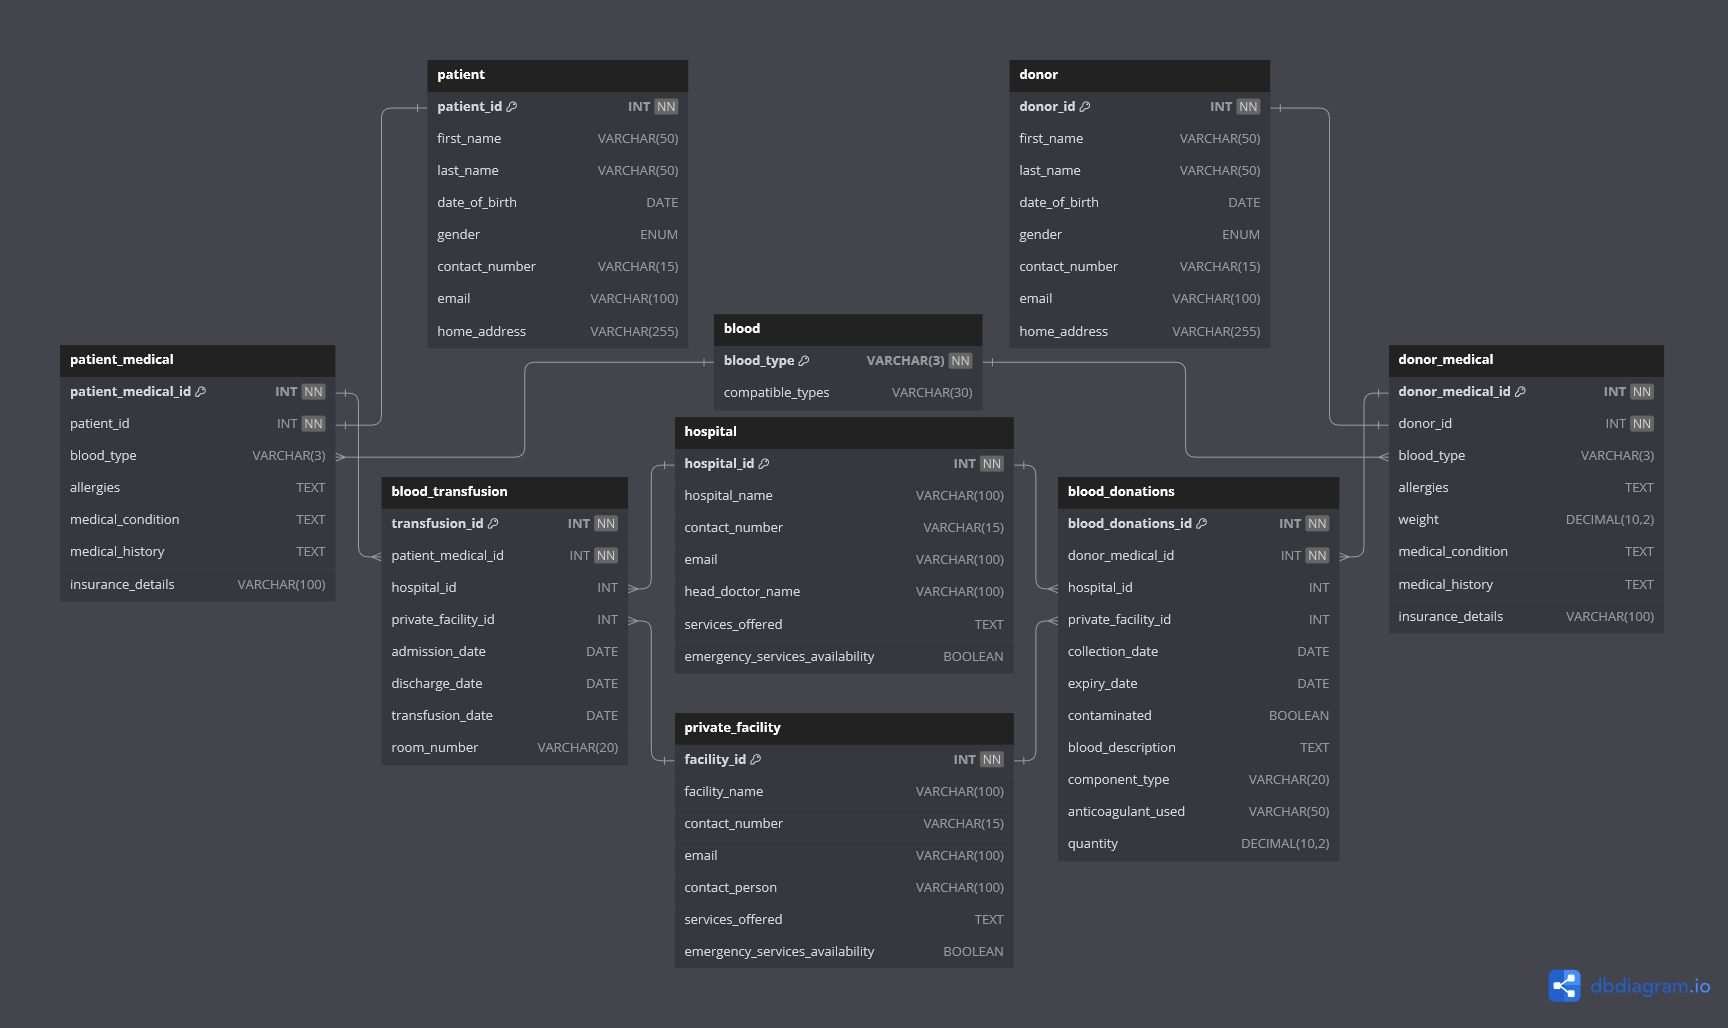 patient
patient_id INT NN
first_name VARCHAR(50)
last_name VARCHAR(50)
date_of_birth DATE
gender ENUM
contact_number VARCHAR(15)
email VARCHAR(100)
home_address VARCHAR(255)
donor
donor_id INT NN
first_name VARCHAR(50)
last_name VARCHAR(50)
date_of_birth DATE
gender ENUM
contact_number VARCHAR(15)
email VARCHAR(100)
home_address VARCHAR(255)
blood
blood_type VARCHAR(3) NN
compatible_types VARCHAR(30)
patient_medical
patient_medical_id INT NN
patient_id INT NN
blood_type VARCHAR(3)
allergies TEXT
medical_condition TEXT
medical_history TEXT
insurance_details VARCHAR(100)
donor_medical
donor_medical_id INT NN
donor_id INT NN
blood_type VARCHAR(3)
allergies TEXT
weight DECIMAL(10,2)
medical_condition TEXT
medical_history TEXT
insurance_details VARCHAR(100)
hospital
hospital_id INT NN
hospital_name VARCHAR(100)
contact_number VARCHAR(15)
email VARCHAR(100)
head_doctor_name VARCHAR(100)
services_offered TEXT
emergency_services_availability BOOLEAN
blood_transfusion
transfusion_id INT NN
patient_medical_id INT NN
hospital_id INT
private_facility_id INT
admission_date DATE
discharge_date DATE
transfusion_date DATE
room_number VARCHAR(20)
blood_donations
blood_donations_id INT NN
donor_medical_id INT NN
hospital_id INT
private_facility_id INT
collection_date DATE
expiry_date DATE
contaminated BOOLEAN
blood_description TEXT
component_type VARCHAR(20)
anticoagulant_used VARCHAR(50)
quantity DECIMAL(10,2)
private_facility
facility_id INT NN
facility_name VARCHAR(100)
contact_number VARCHAR(15)
email VARCHAR(100)
contact_person VARCHAR(100)
services_offered TEXT
emergency_services_availability BOOLEAN
dbdiagram.io